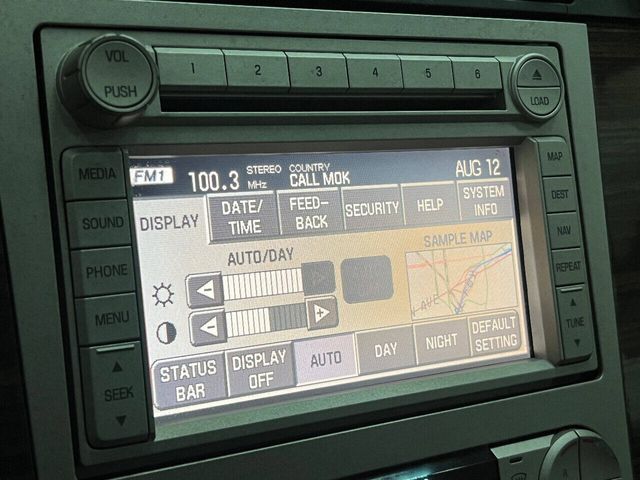 VOL
PUSH
1 2 3 4 5 6
LOAD
MEDIA
SOUND
PHONE
MENU
SEEK
FM1 100.3 MHz STEREO COUNTRY
CALL MOK
AUG 12
DISPLAY
DATE/
TIME
FEED-
BACK
SECURITY
HELP
SYSTEM
INFO
AUTO/DAY
SAMPLE MAP
N AVE
STATUS
BAR
DISPLAY
OFF
AUTO
DAY
NIGHT
DEFAULT
SETTING
MAP
DEST
NAV
REPEAT
TUNE
R